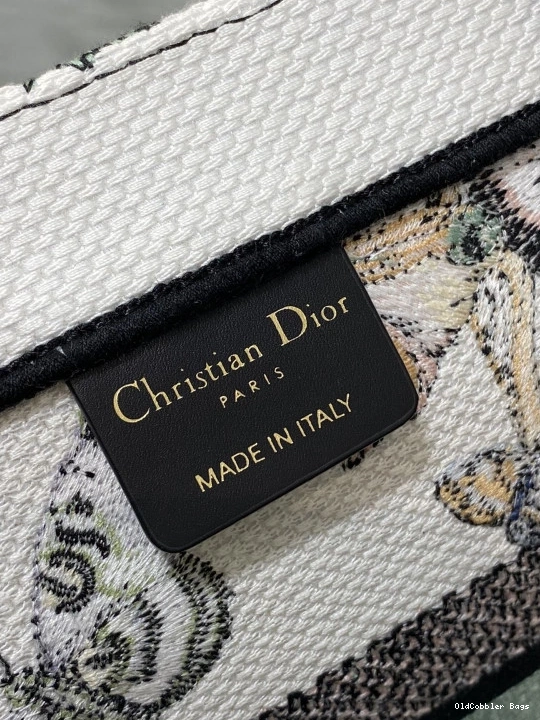 Christian Dior
PARIS
MADE IN ITALY
OldCobbler Bags